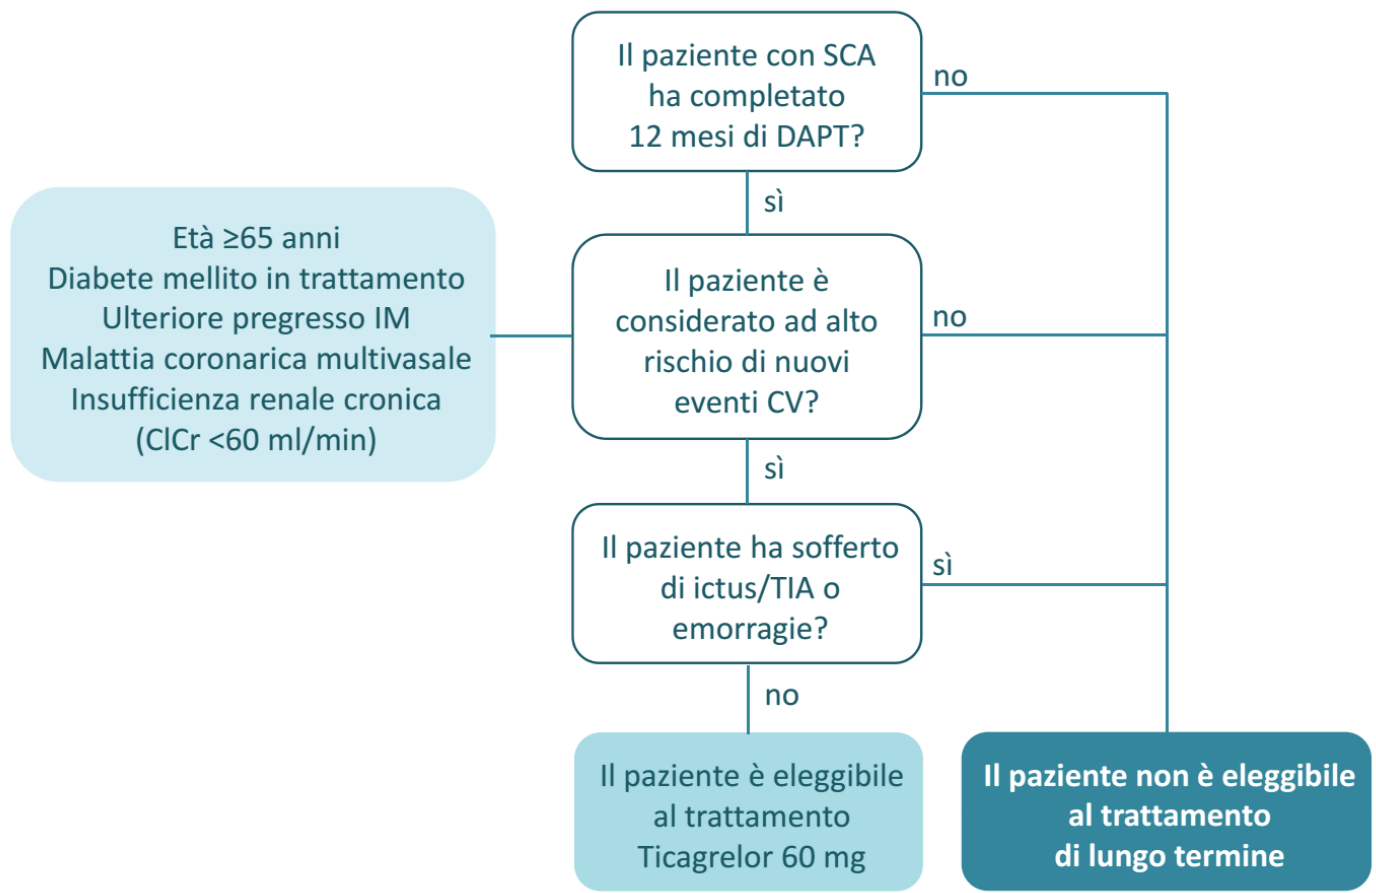 Il paziente con SCA
ha completato
12 mesi di DAPT?
no
sì
Età ≥65 anni
Diabete mellito in trattamento
Ulteriore pregresso IM
Malattia coronarica multivasale
Insufficienza renale cronica
(ClCr <60 ml/min)
Il paziente è
considerato ad alto
rischio di nuovi
eventi CV?
no
sì
Il paziente ha sofferto
di ictus/TIA o
emorragie?
sì
no
Il paziente è eleggibile
al trattamento
Ticagrelor 60 mg
Il paziente non è eleggibile
al trattamento
di lungo termine